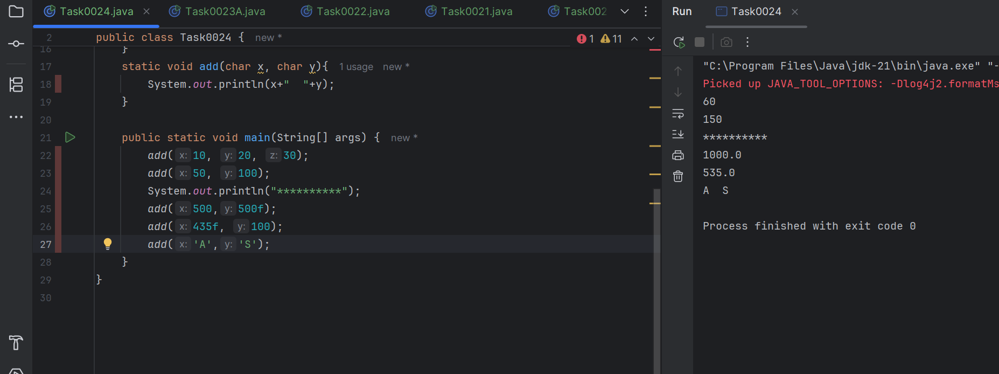 Task0024.java
Task0023A.java
Task0022.java
Task0021.java
Task002
2 public class Task0024 { new *
1 11
16 }
17 static void add(char x, char y){ 1 usage new *
18 System.out.println(x+"  "+y);
19 }
20
21 public static void main(String[] args) { new *
22 add( x: 10, y: 20, z: 30);
23 add( x: 50, y: 100);
24 System.out.println("**********");
25 add( x: 500, y: 500f);
26 add( x: 435f, y: 100);
27 add( x: 'A', y: 'S');
28 }
29 }
30
Run Task0024
"C:\Program Files\Java\jdk-21\bin\java.exe" "-
Picked up JAVA_TOOL_OPTIONS: -Dlog4j2.formatMs
60
150
**********
1000.0
535.0
A  S
Process finished with exit code 0